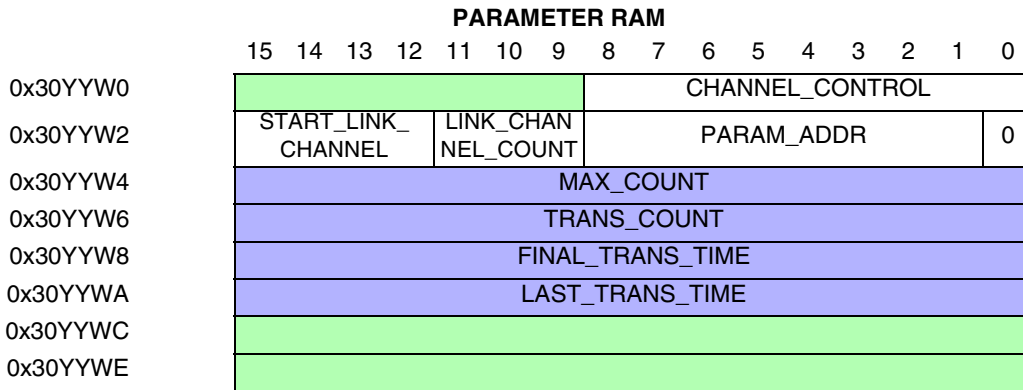 PARAMETER RAM
15 14 13 12 11 10 9 8 7 6 5 4 3 2 1 0
0x30YYW0 CHANNEL_CONTROL
0x30YYW2 START_LINK_ CHANNEL LINK_CHAN NEL_COUNT PARAM_ADDR 0
0x30YYW4 MAX_COUNT
0x30YYW6 TRANS_COUNT
0x30YYW8 FINAL_TRANS_TIME
0x30YYWA LAST_TRANS_TIME
0x30YYWC
0x30YYWE